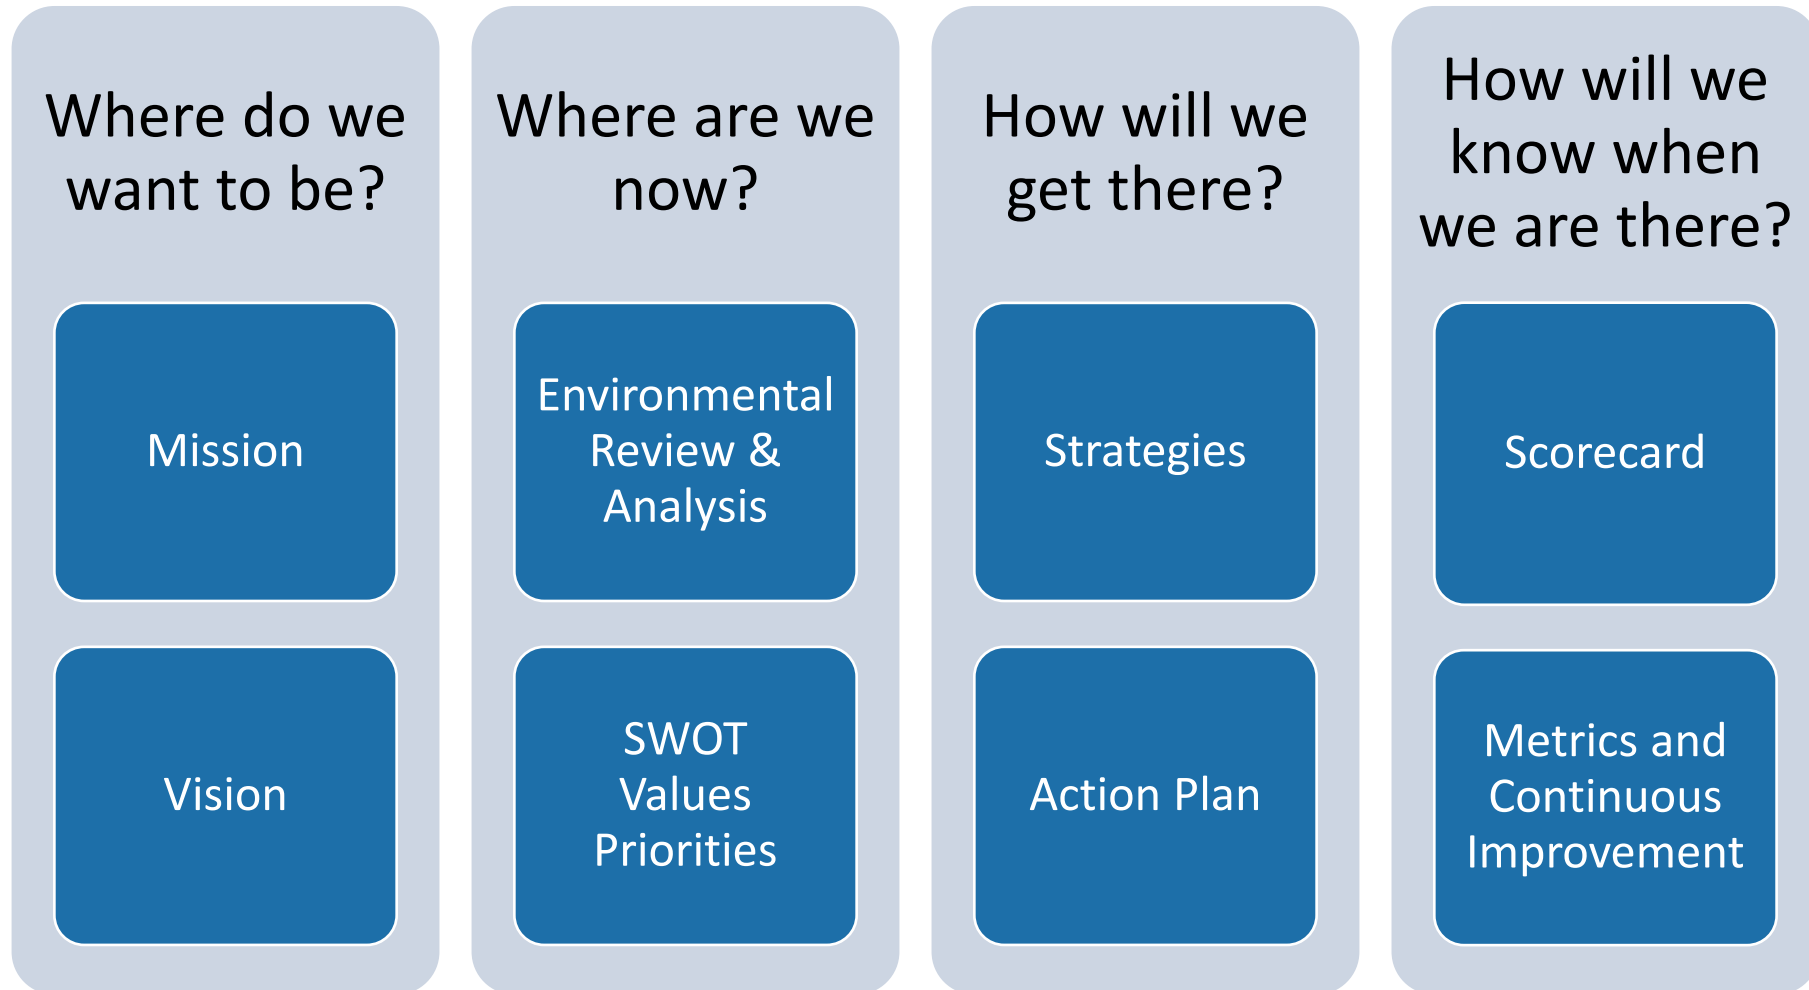 Where do we
want to be?
Mission
Vision
Where are we
now?
Environmental
Review &
Analysis
SWOT
Values
Priorities
How will we
get there?
Strategies
Action Plan
How will we
know when
we are there?
Scorecard
Metrics and
Continuous
Improvement